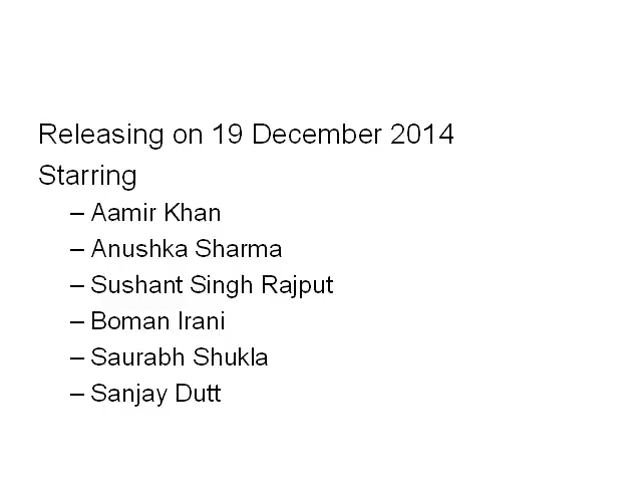 Releasing on 19 December 2014
Starring
– Aamir Khan
– Anushka Sharma
– Sushant Singh Rajput
– Boman Irani
– Saurabh Shukla
– Sanjay Dutt